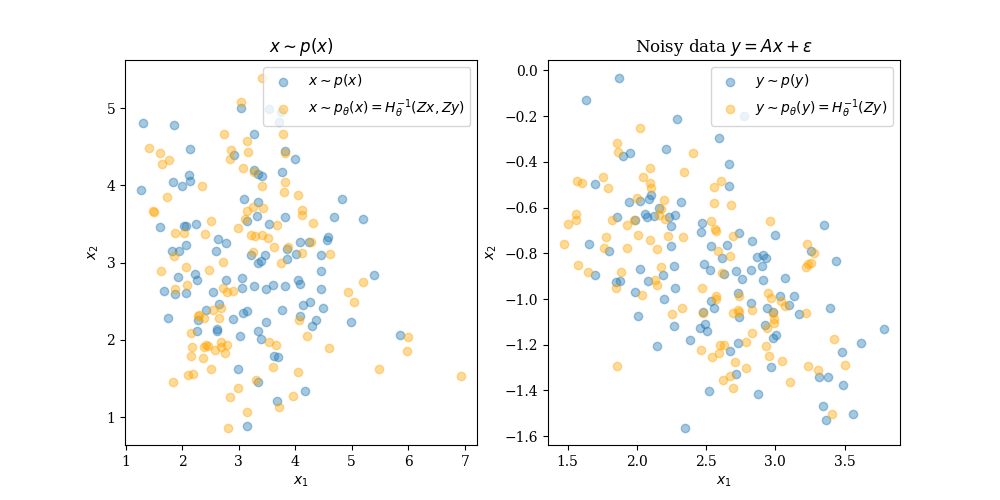 x ∼ p(x)
x ∼ p(x)
x ∼ p_θ(x) = H_θ^{-1}(Zx, Zy)
5
4
3
2
1
x_2
1
2
3
4
5
6
7
x_1
Noisy data y = Ax + ε
y ∼ p(y)
y ∼ p_θ(y) = H_θ^{-1}(Zy)
0.0
−0.2
−0.4
−0.6
−0.8
−1.0
−1.2
−1.4
−1.6
x_2
1.5
2.0
2.5
3.0
3.5
x_1